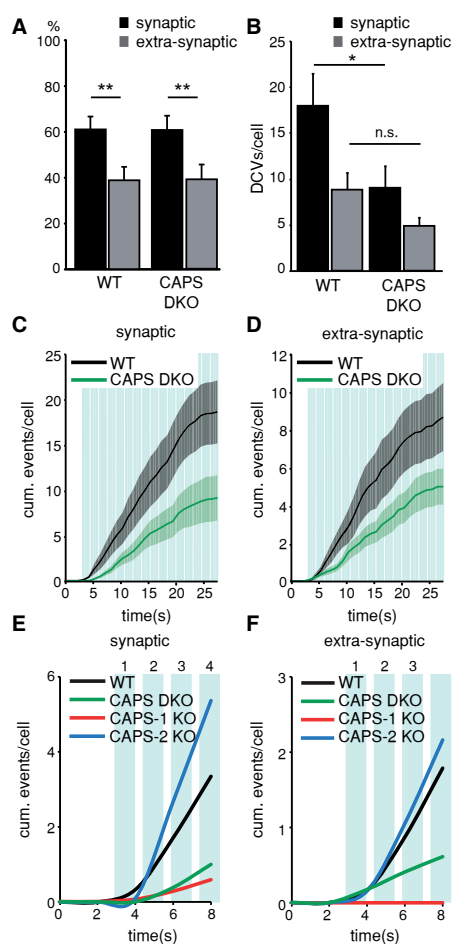 A
%
synaptic
extra-synaptic
100
80
60
40
20
0
**
**
WT
CAPS
DKO
B
synaptic
extra-synaptic
DCVs/cell
25
20
15
10
5
0
*
n.s.
WT
CAPS
DKO
C
synaptic
WT
CAPS DKO
cum. events/cell
25
20
15
10
5
0
0 5 10 15 20 25
time(s)
D
extra-synaptic
WT
CAPS DKO
cum. events/cell
12
10
8
6
4
2
0
0 5 10 15 20 25
time(s)
E
synaptic
1 2 3 4
WT
CAPS DKO
CAPS-1 KO
CAPS-2 KO
cum. events/cell
6
4
2
0
0 2 4 6 8
time(s)
F
extra-synaptic
1 2 3
WT
CAPS DKO
CAPS-1 KO
CAPS-2 KO
cum. events/cell
3
2
1
0
0 2 4 6 8
time(s)